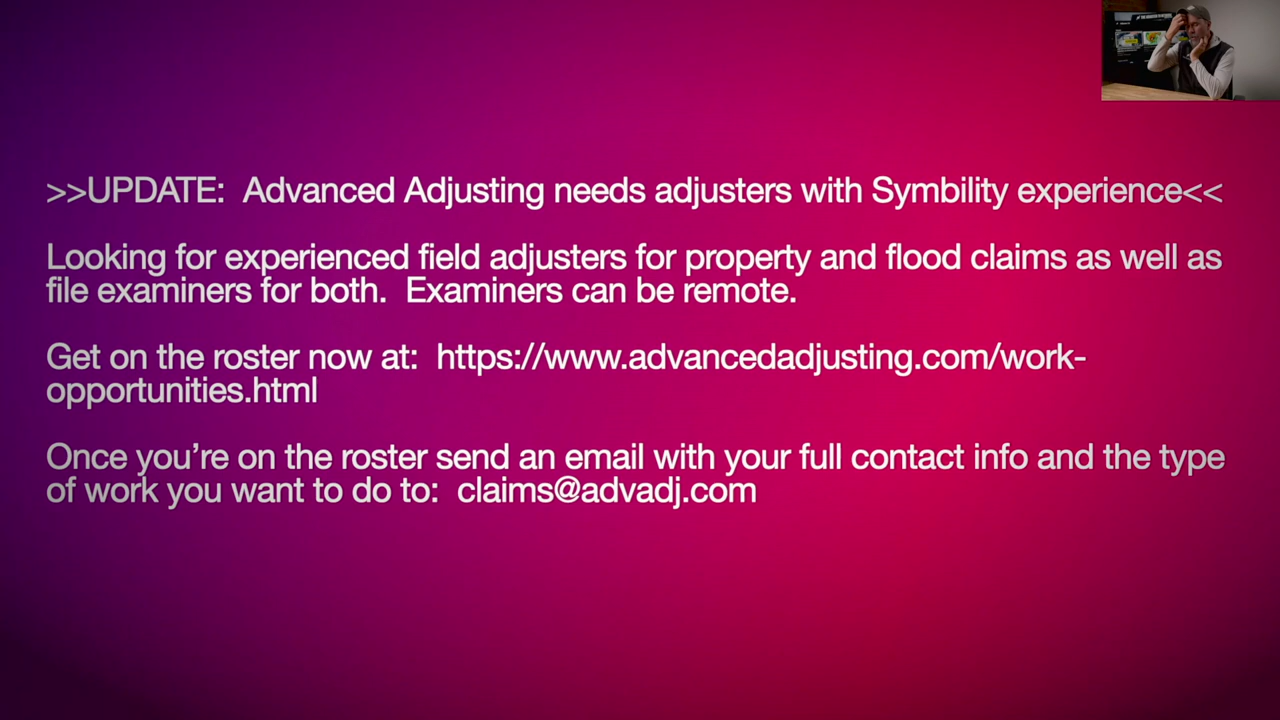 >>UPDATE:  Advanced Adjusting needs adjusters with Symbility experience<<
Looking for experienced field adjusters for property and flood claims as well as
file examiners for both.  Examiners can be remote.
Get on the roster now at:  https://www.advancedadjusting.com/work-
opportunities.html
Once you’re on the roster send an email with your full contact info and the type
of work you want to do to:  claims@advadj.com